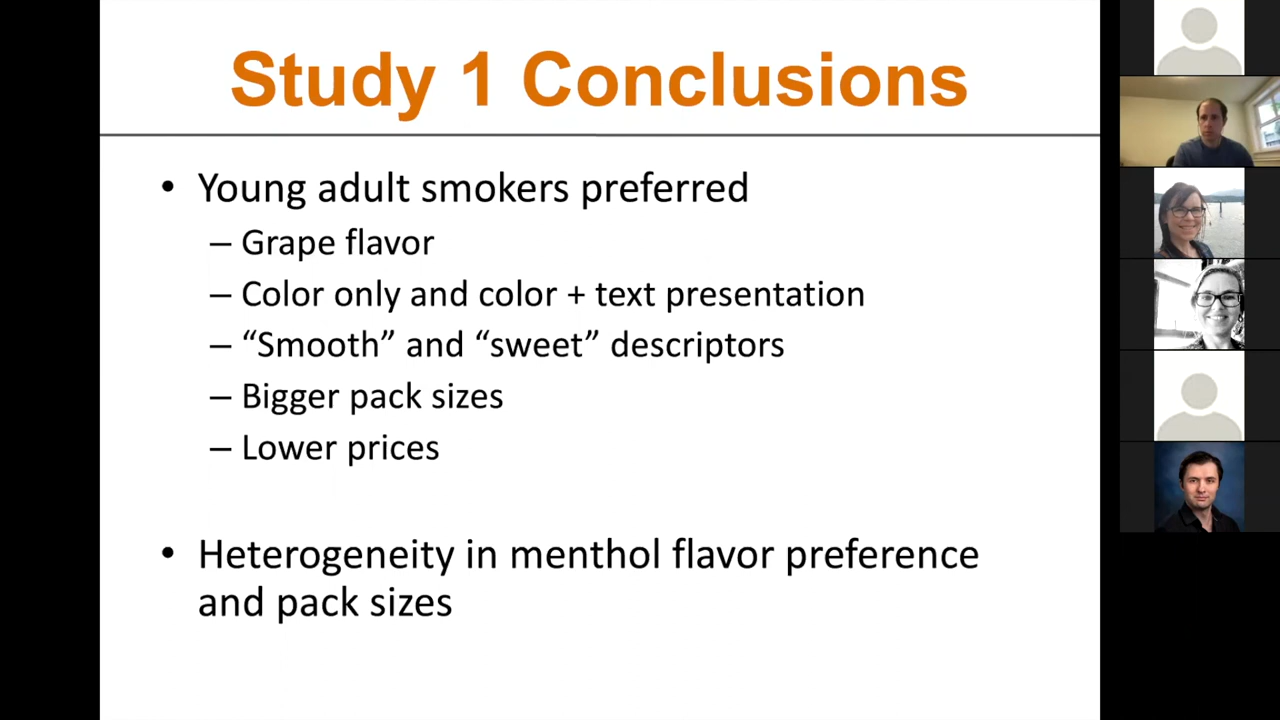 Study 1 Conclusions
• Young adult smokers preferred
– Grape flavor
– Color only and color + text presentation
– “Smooth” and “sweet” descriptors
– Bigger pack sizes
– Lower prices
• Heterogeneity in menthol flavor preference
and pack sizes